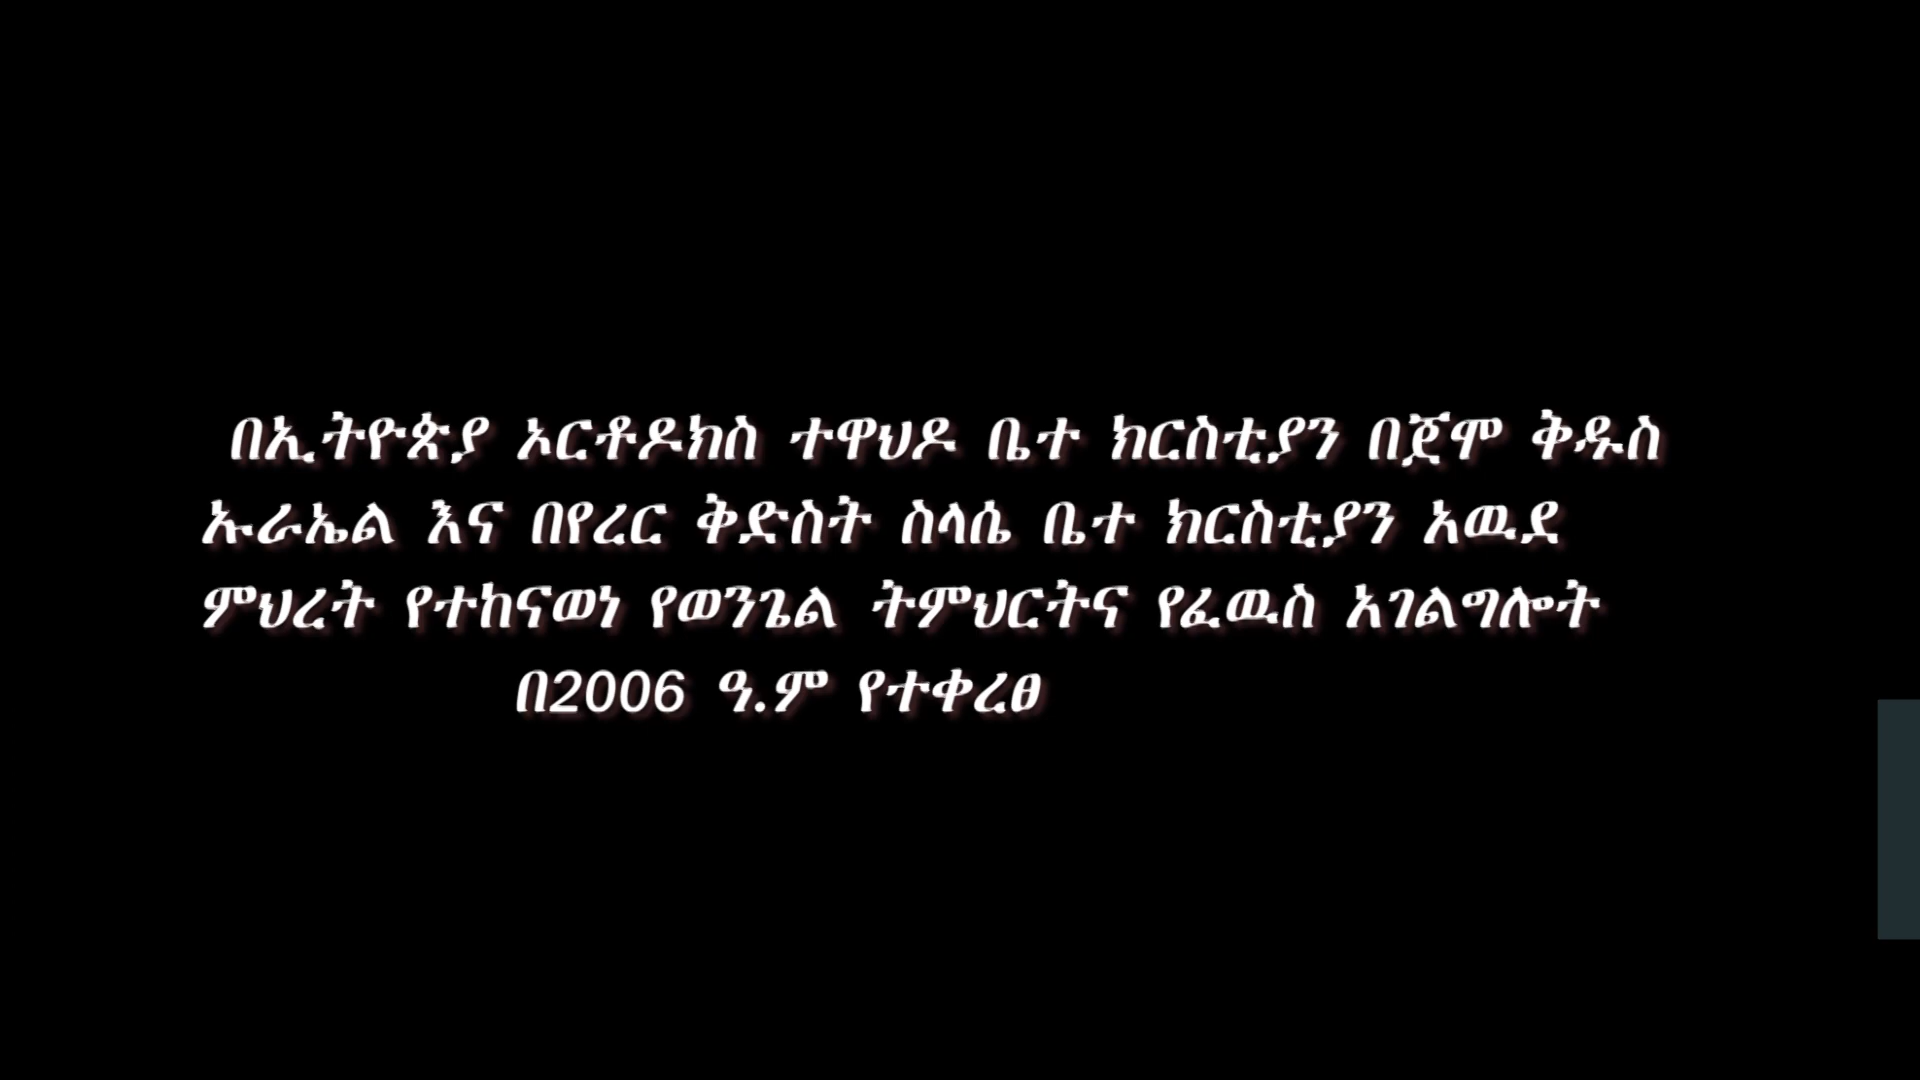 በኢትዮጵያ ኦርቶዶክስ ተዋህዶ ቤተ ክርስቲያን በጀሞ ቅዱስ
ኡራኤል እና በየረር ቅድስት ስላሴ ቤተ ክርስቲያን አዉደ
ምህረት የተከናወነ የወንጌል ትምህርትና የፈዉስ አገልግሎት
በ2006 ዓ.ም የተቀረፀ